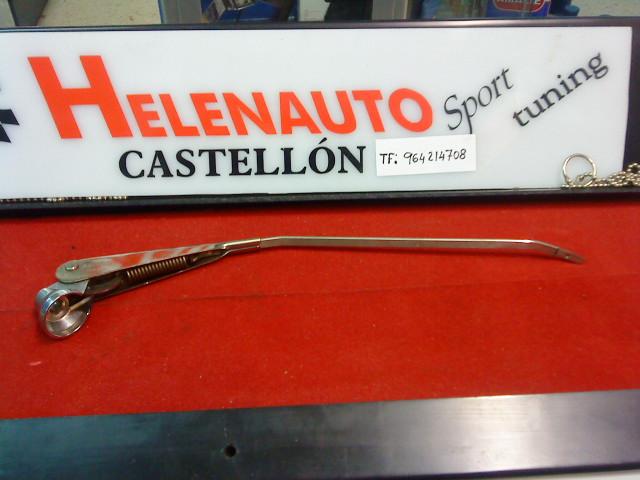 HELENAUTO Sport tuning
CASTELLÓN TF: 964214708